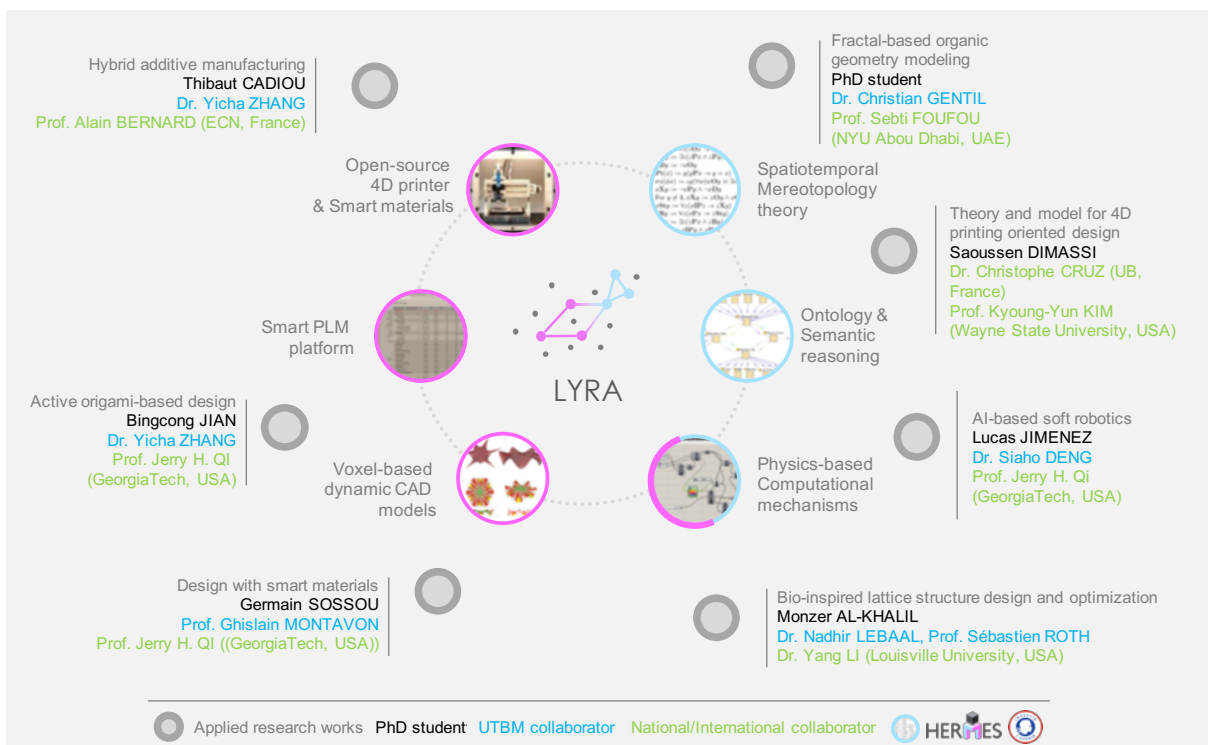 Hybrid additive manufacturing
Thibaut CADIOU
Dr. Yicha ZHANG
Prof. Alain BERNARD (ECN, France)
Fractal-based organic
geometry modeling
PhD student
Dr. Christian GENTIL
Prof. Sebti FOUFOU
(NYU Abou Dhabi, UAE)
Open-source
4D printer
& Smart materials
Spatiotemporal
Mereotopology
theory
Theory and model for 4D
printing oriented design
Saoussen DIMASSI
Dr. Christophe CRUZ (UB,
France)
Prof. Kyoung-Yun KIM
(Wayne State University, USA)
Smart PLM
platform
Ontology &
Semantic
reasoning
LYRA
Active origami-based design
Bingcong JIAN
Dr. Yicha ZHANG
Prof. Jerry H. QI
(GeorgiaTech, USA)
Voxel-based
dynamic CAD
models
Physics-based
Computational
mechanisms
AI-based soft robotics
Lucas JIMENEZ
Dr. Siaho DENG
Prof. Jerry H. Qi
(GeorgiaTech, USA)
Design with smart materials
Germain SOSSOU
Prof. Ghislain MONTAVON
Prof. Jerry H. QI ((GeorgiaTech, USA))
Bio-inspired lattice structure design and optimization
Monzer AL-KHALIL
Dr. Nadhir LEBAAL, Prof. Sébastien ROTH
Dr. Yang LI (Louisville University, USA)
Applied research works PhD student UTBM collaborator National/International collaborator HERMES